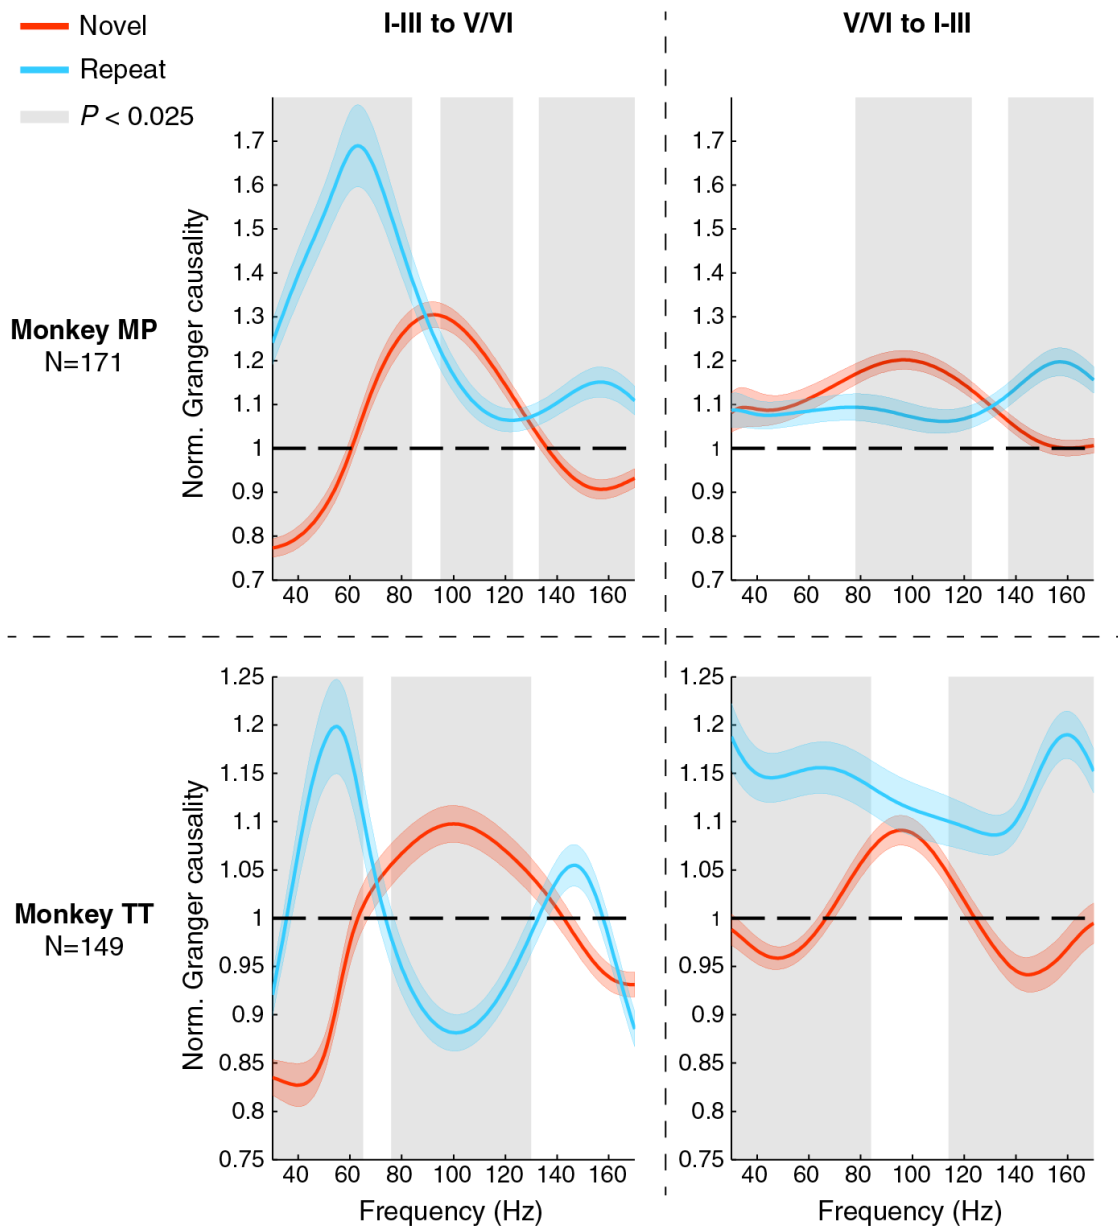 Novel
Repeat
P < 0.025
I-III to V/VI
V/VI to I-III
Monkey MP
N=171
Norm. Granger causality
1.7
1.6
1.5
1.4
1.3
1.2
1.1
1
0.9
0.8
0.7
40 60 80 100 120 140 160
1.7
1.6
1.5
1.4
1.3
1.2
1.1
1
0.9
0.8
0.7
40 60 80 100 120 140 160
Monkey TT
N=149
Norm. Granger causality
1.25
1.2
1.15
1.1
1.05
1
0.95
0.9
0.85
0.8
0.75
40 60 80 100 120 140 160
Frequency (Hz)
1.25
1.2
1.15
1.1
1.05
1
0.95
0.9
0.85
0.8
0.75
40 60 80 100 120 140 160
Frequency (Hz)